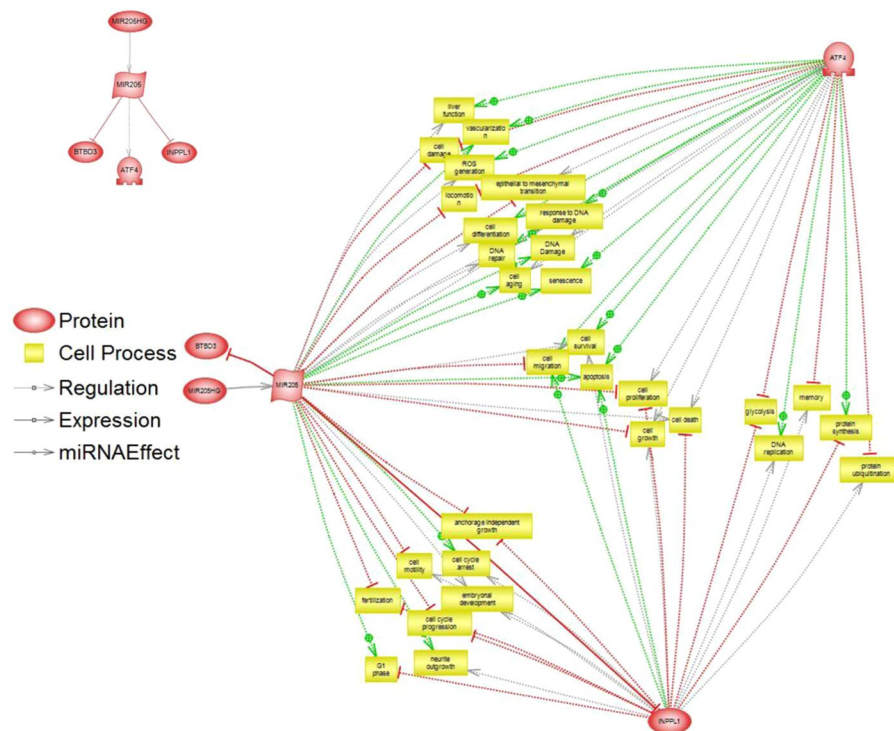 MIR205HG
MIR205
BTBD3
INPPL1
ATF4
ATF4
liver
function
vascularizatio
n
cell
damage
ROS
generation
epithelial to mesenchymal
transition
locomotio
n
response to DNA
damage
cell
differentiation
DNA
repair
DNA
Damage
cell
aging
senescence
Protein
Cell Process
Regulation
Expression
miRNAEffect
BTBD3
MIR205HG
MIR205
cell
survival
cell
migration
apoptosis
cell
proliferation
cell death
cell
growth
glycolysis
memory
protein
synthesis
DNA
replication
protein
ubiquitination
anchorage independent
growth
cell
motility
cell cycle
arrest
embryonal
development
fertilization
cell cycle
progression
neurite
outgrowth
G1
phase
INPPL1